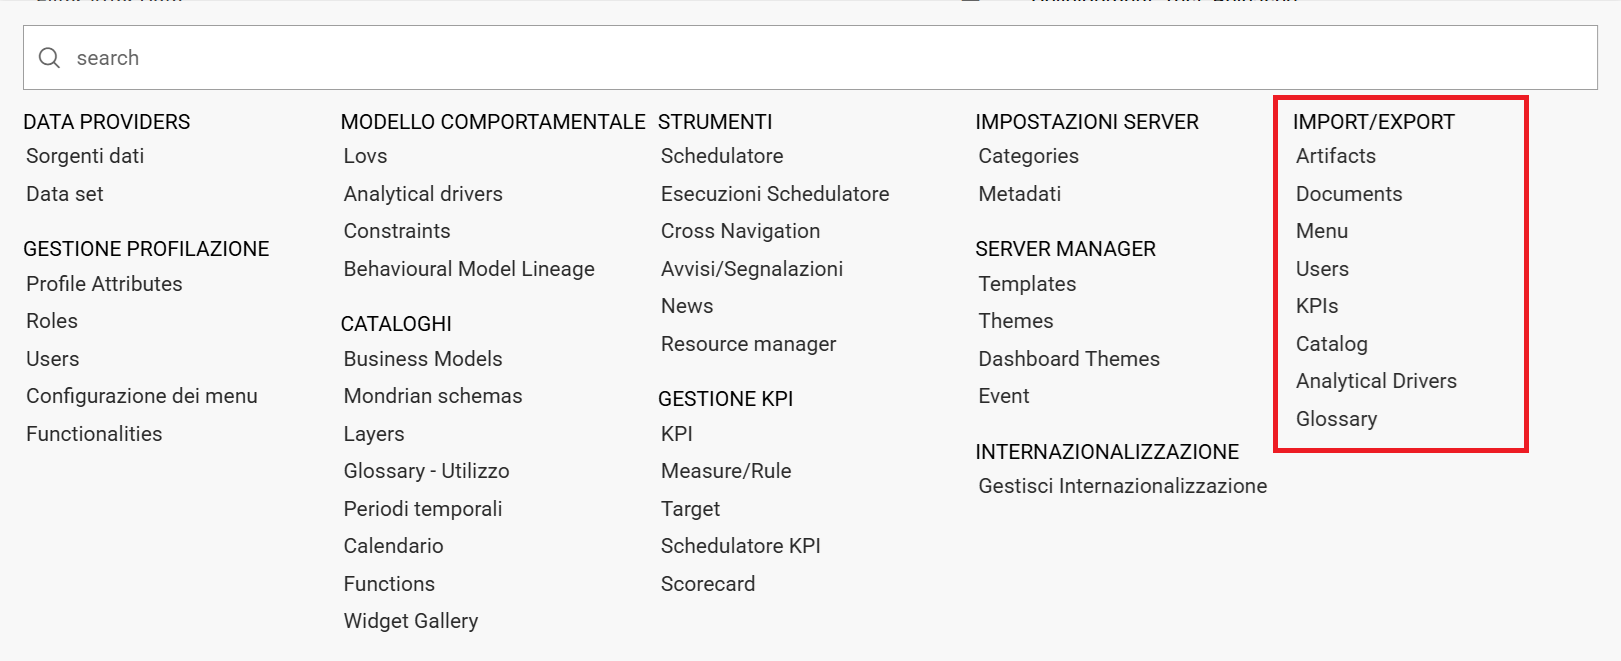 search
DATA PROVIDERS
Sorgenti dati
Data set
GESTIONE PROFILAZIONE
Profile Attributes
Roles
Users
Configurazione dei menu
Functionalities
MODELLO COMPORTAMENTALE
Lovs
Analytical drivers
Constraints
Behavioural Model Lineage
CATALOGHI
Business Models
Mondrian schemas
Layers
Glossary - Utilizzo
Periodi temporali
Calendario
Functions
Widget Gallery
STRUMENTI
Schedulatore
Esecuzioni Schedulatore
Cross Navigation
Avvisi/Segnalazioni
News
Resource manager
GESTIONE KPI
KPI
Measure/Rule
Target
Schedulatore KPI
Scorecard
IMPOSTAZIONI SERVER
Categories
Metadati
SERVER MANAGER
Templates
Themes
Dashboard Themes
Event
INTERNAZIONALIZZAZIONE
Gestisci Internazionalizzazione
IMPORT/EXPORT
Artifacts
Documents
Menu
Users
KPIs
Catalog
Analytical Drivers
Glossary